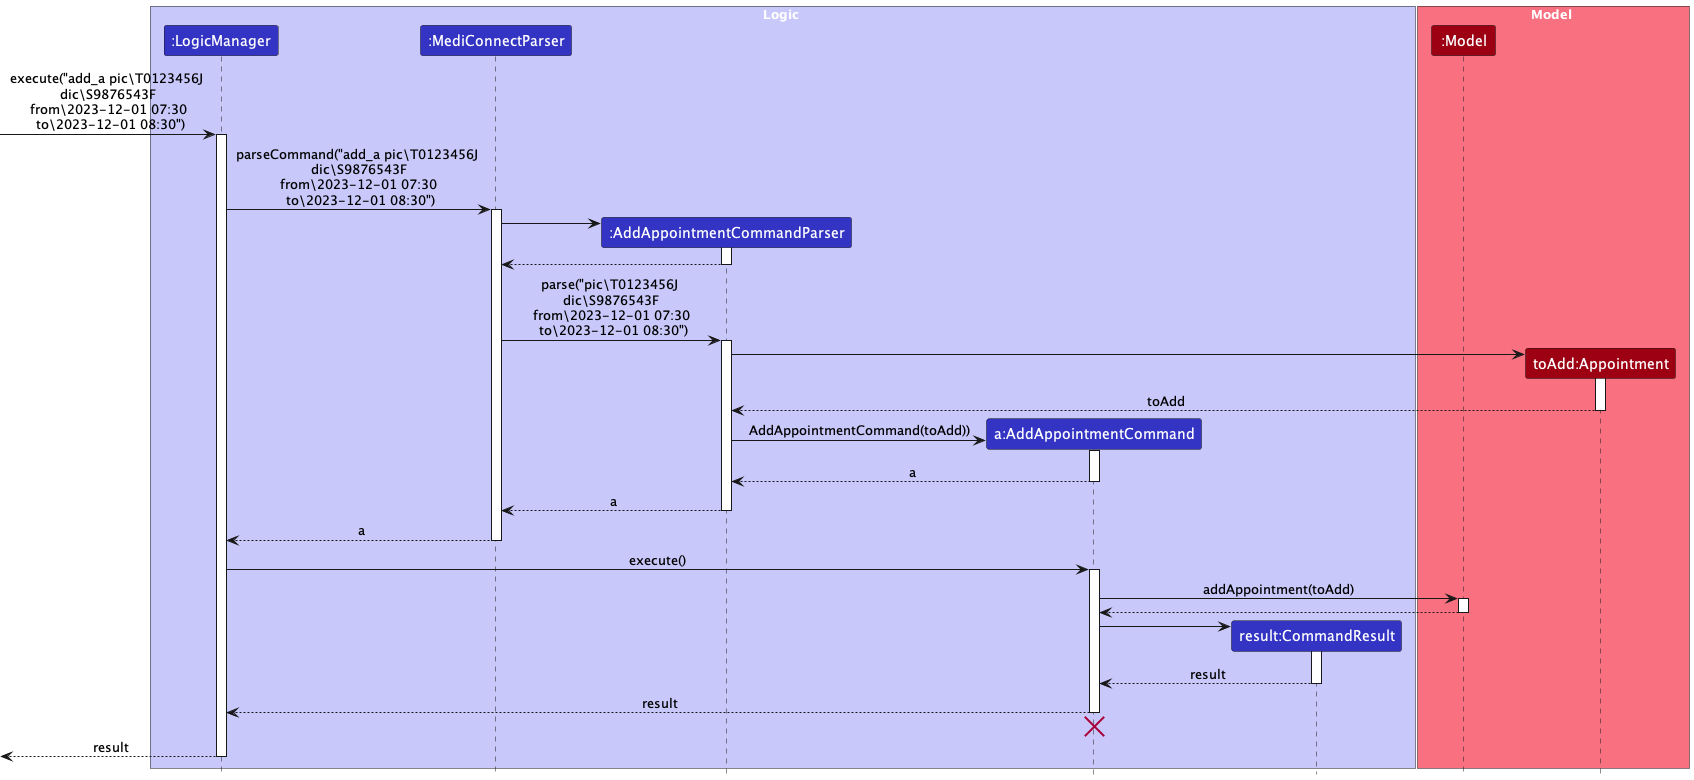 Logic
Model
:LogicManager
:MediConnectParser
:Model
execute("add_a pic\T0123456J
dic\S9876543F
from\2023-12-01 07:30
to\2023-12-01 08:30")
parseCommand("add_a pic\T0123456J
dic\S9876543F
from\2023-12-01 07:30
to\2023-12-01 08:30")
:AddAppointmentCommandParser
parse("pic\T0123456J
dic\S9876543F
from\2023-12-01 07:30
to\2023-12-01 08:30")
toAdd:Appointment
toAdd
AddAppointmentCommand(toAdd))
a:AddAppointmentCommand
a
a
a
execute()
addAppointment(toAdd)
result:CommandResult
result
result
result